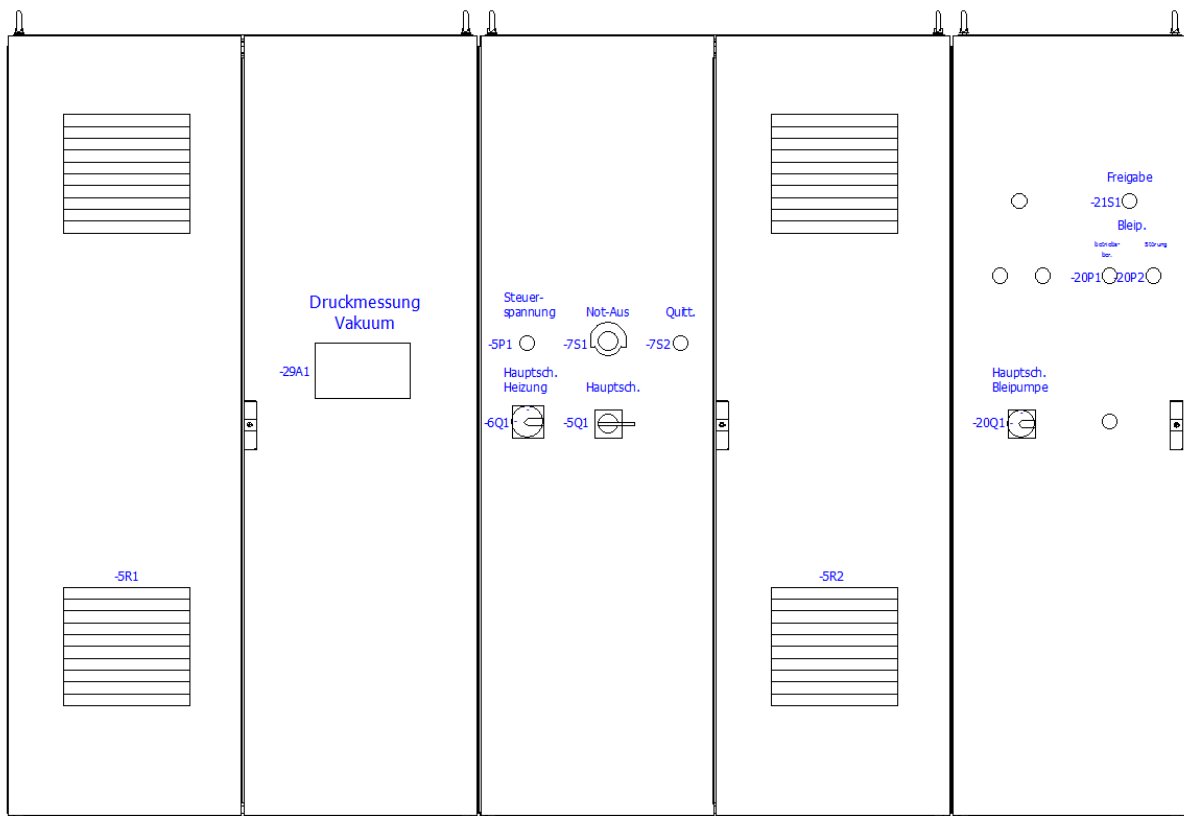 Freigabe
-21S1
Bleip.
Störung
-20P1
-20P2
Druckmessung
Vakuum
-29A1
Steuer-
spannung
Not-Aus
Quitt.
-5P1
-7S1
-7S2
Hauptsch.
Heizung
Hauptsch.
-6Q1
-5Q1
Hauptsch.
Bleipumpe
-20Q1
-5R1
-5R2